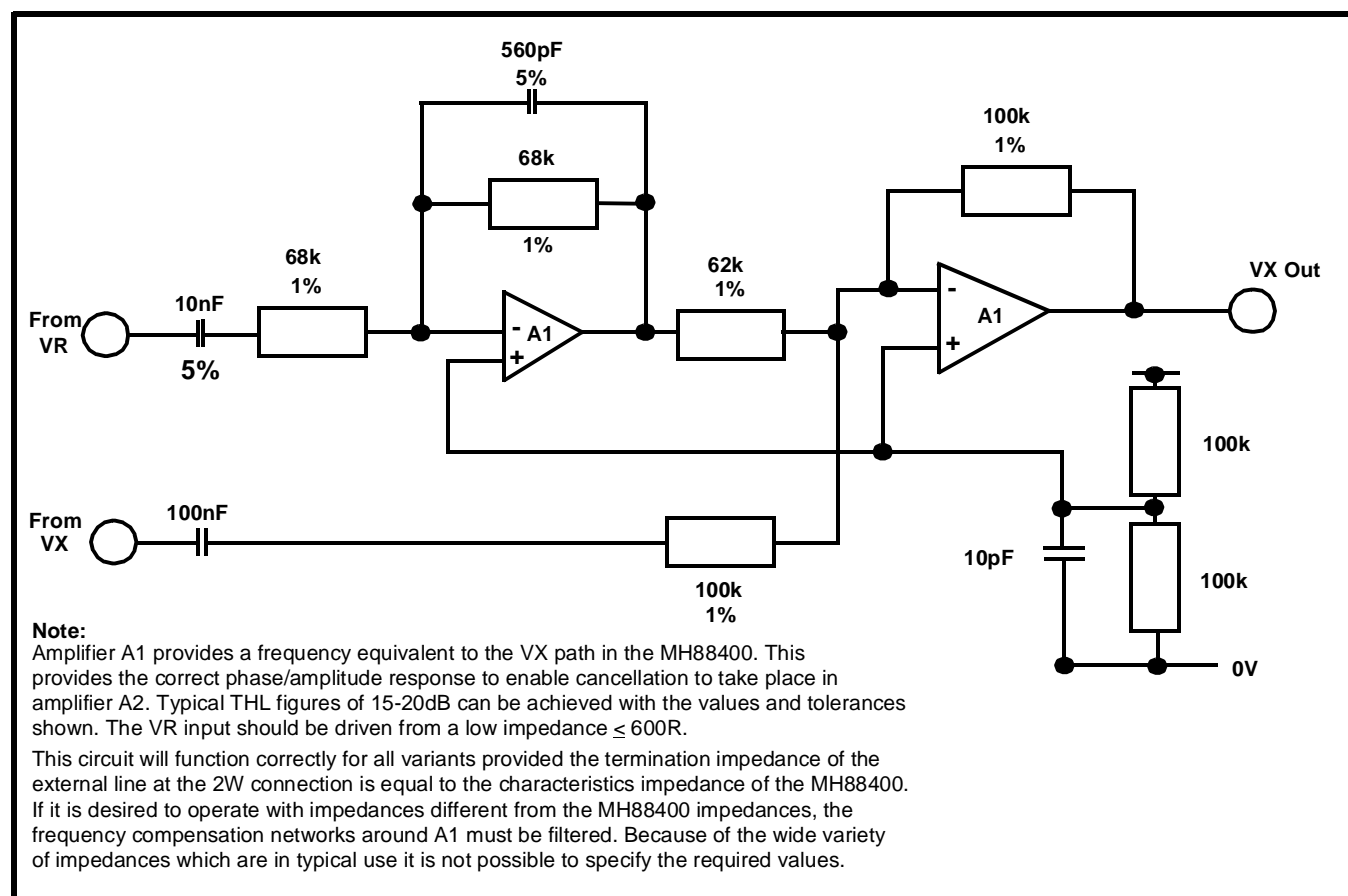 560pF
5%
100k
1%
68k
1%
68k
1%
62k
1%
VX Out
10nF
5%
From
VR
-
+
A1
-
+
A1
100k
From
VX
100nF
100k
1%
10pF
100k
0V
Note:
Amplifier A1 provides a frequency equivalent to the VX path in the MH88400. This
provides the correct phase/amplitude response to enable cancellation to take place in
amplifier A2. Typical THL figures of 15-20dB can be achieved with the values and tolerances
shown. The VR input should be driven from a low impedance ≤ 600R.
This circuit will function correctly for all variants provided the termination impedance of the
external line at the 2W connection is equal to the characteristics impedance of the MH88400.
If it is desired to operate with impedances different from the MH88400 impedances, the
frequency compensation networks around A1 must be filtered. Because of the wide variety
of impedances which are in typical use it is not possible to specify the required values.